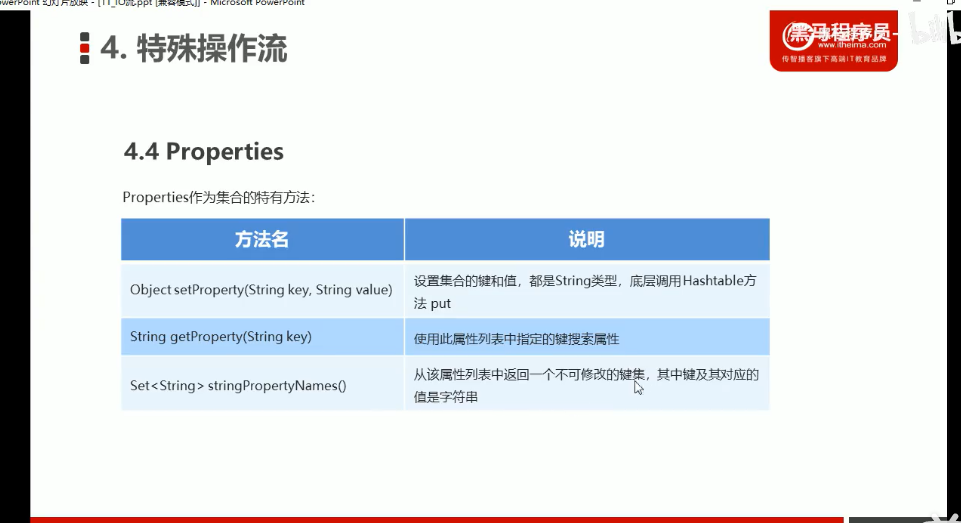 [11_IO流.ppt [兼容模式]] - Microsoft PowerPoint
4. 特殊操作流
黑马程序员
www.itheima.com
传智播客旗下高端IT教育品牌
4.4 Properties
Properties作为集合的特有方法：
方法名
说明
Object setProperty(String key, String value)
设置集合的键和值，都是String类型，底层调用Hashtable方
法 put
String getProperty(String key)
使用此属性列表中指定的键搜索属性
Set<String> stringPropertyNames()
从该属性列表中返回一个不可修改的键集，其中键及其对应的
值是字符串